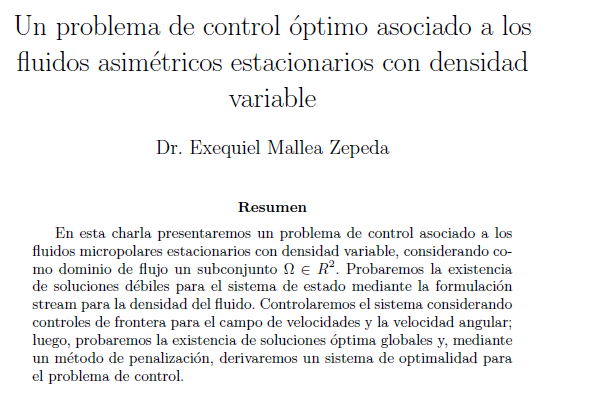 Un problema de control óptimo asociado a los
fluidos asimétricos estacionarios con densidad
variable
Dr. Exequiel Mallea Zepeda
Resumen
En esta charla presentaremos un problema de control asociado a los
fluidos micropolares estacionarios con densidad variable, considerando co-
mo dominio de flujo un subconjunto Ω ∈ R². Probaremos la existencia
de soluciones débiles para el sistema de estado mediante la formulación
stream para la densidad del fluido. Controlaremos el sistema considerando
controles de frontera para el campo de velocidades y la velocidad angular;
luego, probaremos la existencia de soluciones óptima globales y, mediante
un método de penalización, derivaremos un sistema de optimalidad para
el problema de control.